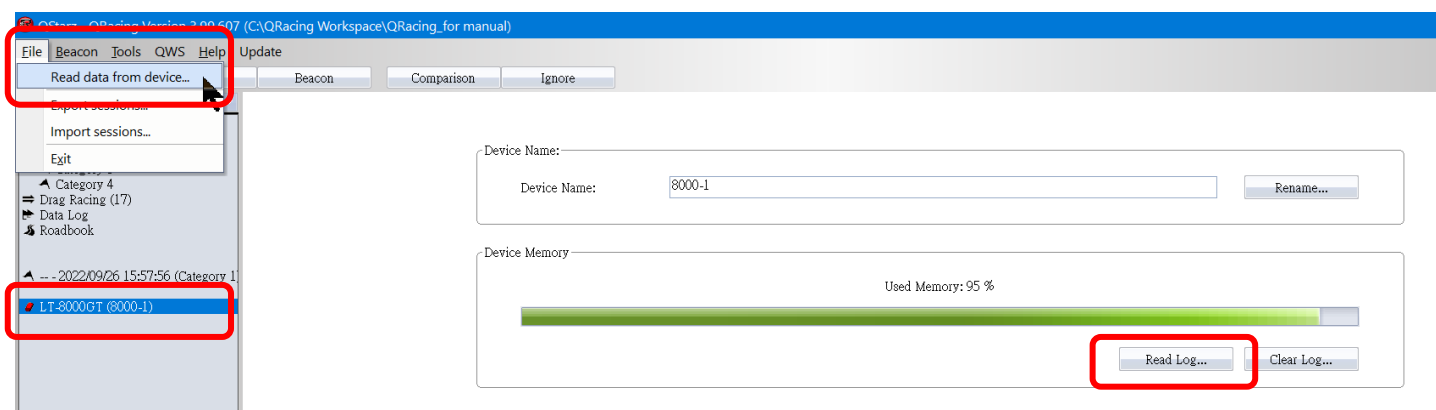 QStarz - QRacing Version 3.99.607 (C:\QRacing Workspace\QRacing_for manual)
File Beacon Tools QWS Help Update
Read data from device...
Beacon Comparison Ignore
Export sessions...
Import sessions...
Exit
Category 4
Drag Racing (17)
Data Log
Roadbook
-- - 2022/09/26 15:57:56 (Category 1
LT-8000GT (8000-1)
Device Name:
Device Name: 8000-1 Rename...
Device Memory
Used Memory: 95 %
Read Log... Clear Log...